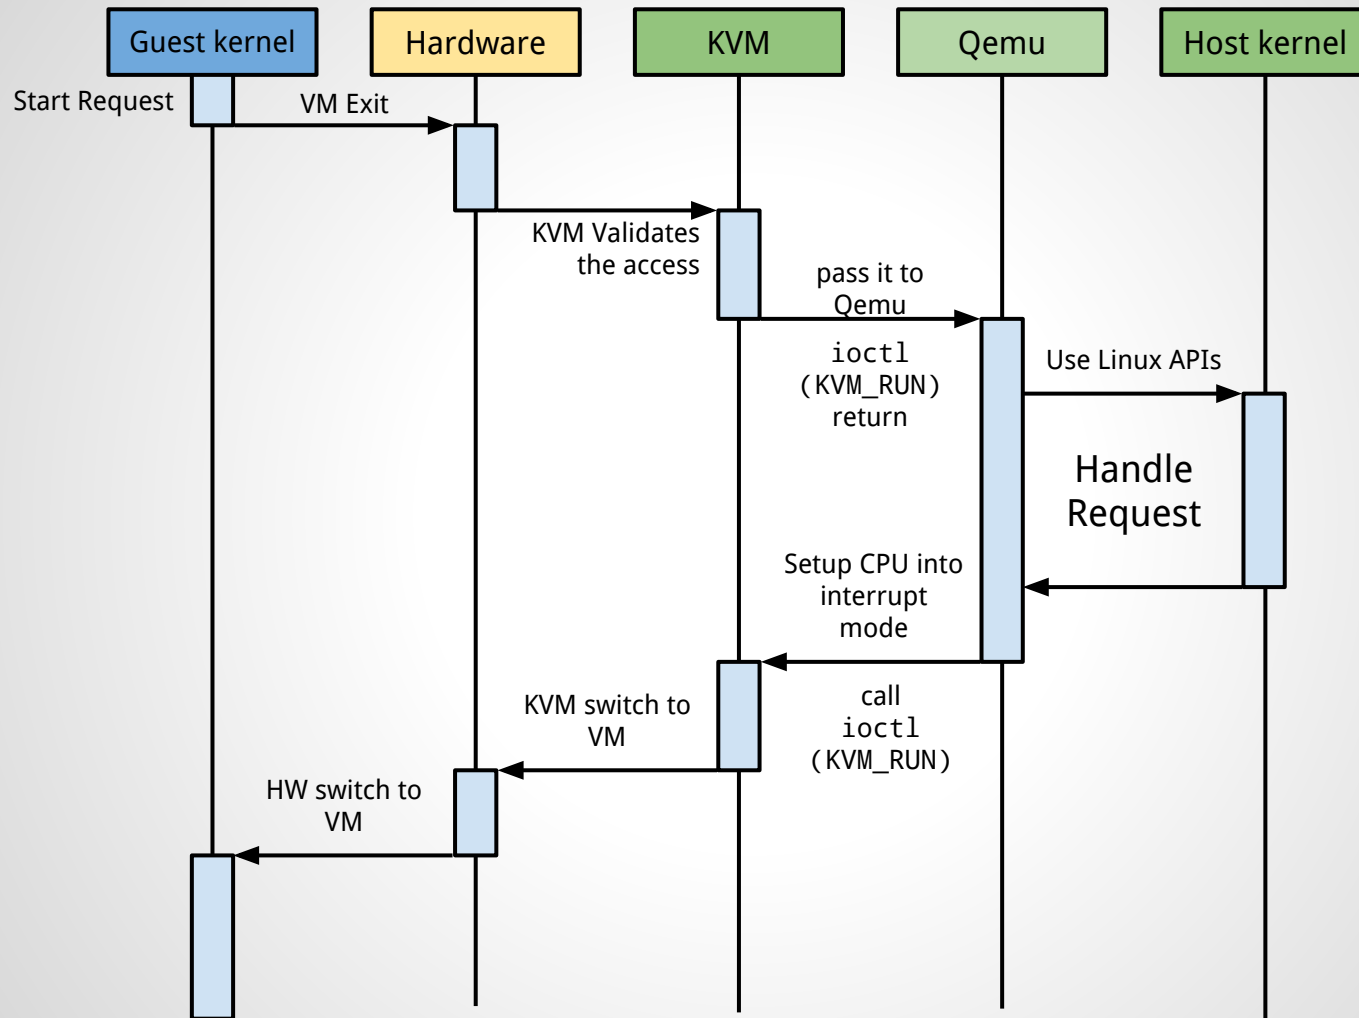 Guest kernel
Hardware
KVM
Qemu
Host kernel
Start Request
VM Exit
KVM Validates
the access
pass it to
Qemu
ioctl
(KVM_RUN)
return
Use Linux APIs
Handle
Request
Setup CPU into
interrupt
mode
call
ioctl
(KVM_RUN)
KVM switch to
VM
HW switch to
VM